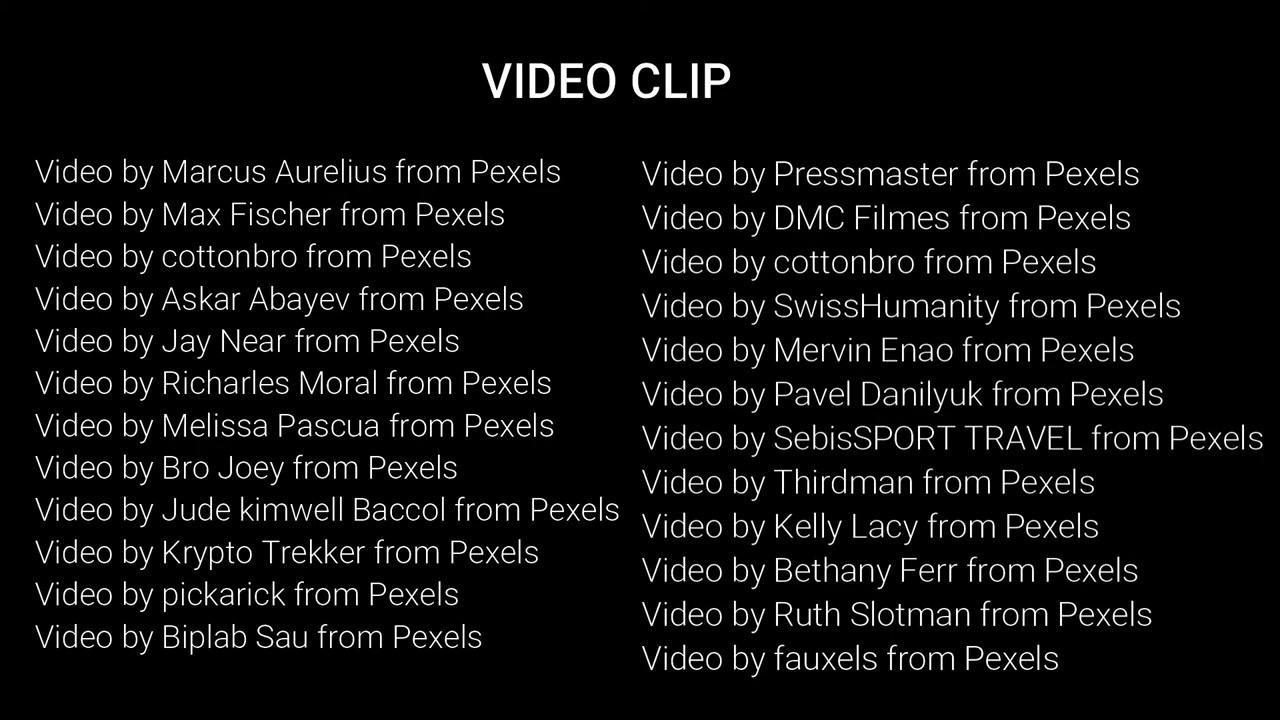 VIDEO CLIP
Video by Marcus Aurelius from Pexels
Video by Max Fischer from Pexels
Video by cottonbro from Pexels
Video by Askar Abayev from Pexels
Video by Jay Near from Pexels
Video by Richarles Moral from Pexels
Video by Melissa Pascua from Pexels
Video by Bro Joey from Pexels
Video by Jude kimwell Baccol from Pexels
Video by Krypto Trekker from Pexels
Video by pickarick from Pexels
Video by Biplab Sau from Pexels
Video by Pressmaster from Pexels
Video by DMC Filmes from Pexels
Video by cottonbro from Pexels
Video by SwissHumanity from Pexels
Video by Mervin Enao from Pexels
Video by Pavel Danilyuk from Pexels
Video by SebisSPORT TRAVEL from Pexels
Video by Thirdman from Pexels
Video by Kelly Lacy from Pexels
Video by Bethany Ferr from Pexels
Video by Ruth Slotman from Pexels
Video by fauxels from Pexels